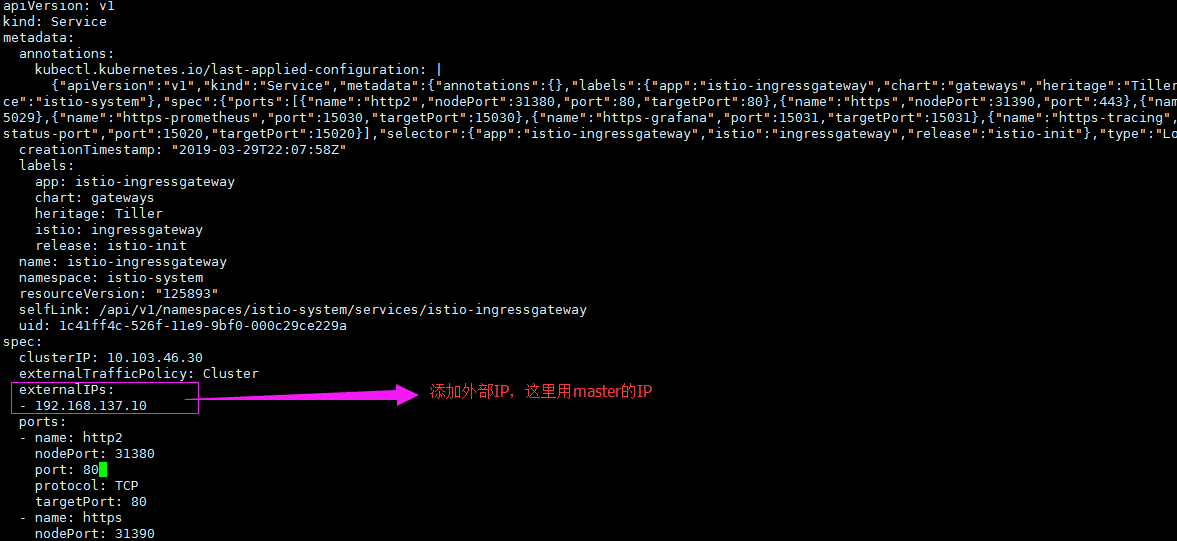 apiVersion: v1
kind: Service
metadata:
  annotations:
    kubectl.kubernetes.io/last-applied-configuration: |
      {"apiVersion":"v1","kind":"Service","metadata":{"annotations":{},"labels":{"app":"istio-ingressgateway","chart":"gateways","heritage":"Tiller
ce":"istio-system"},"spec":{"ports":[{"name":"http2","nodePort":31380,"port":80,"targetPort":80},{"name":"https","nodePort":31390,"port":443},{"nam
5029},{"name":"https-prometheus","port":15030,"targetPort":15030},{"name":"https-grafana","port":15031,"targetPort":15031},{"name":"https-tracing",
status-port","port":15020,"targetPort":15020}],"selector":{"app":"istio-ingressgateway","istio":"ingressgateway","release":"istio-init"},"type":"Lo
  creationTimestamp: "2019-03-29T22:07:58Z"
  labels:
    app: istio-ingressgateway
    chart: gateways
    heritage: Tiller
    istio: ingressgateway
    release: istio-init
  name: istio-ingressgateway
  namespace: istio-system
  resourceVersion: "125893"
  selfLink: /api/v1/namespaces/istio-system/services/istio-ingressgateway
  uid: 1c41ff4c-526f-11e9-9bf0-000c29ce229a
spec:
  clusterIP: 10.103.46.30
  externalTrafficPolicy: Cluster
  externalIPs:
  - 192.168.137.10
添加外部IP，这里用master的IP
  ports:
  - name: http2
    nodePort: 31380
    port: 80
    protocol: TCP
    targetPort: 80
  - name: https
    nodePort: 31390